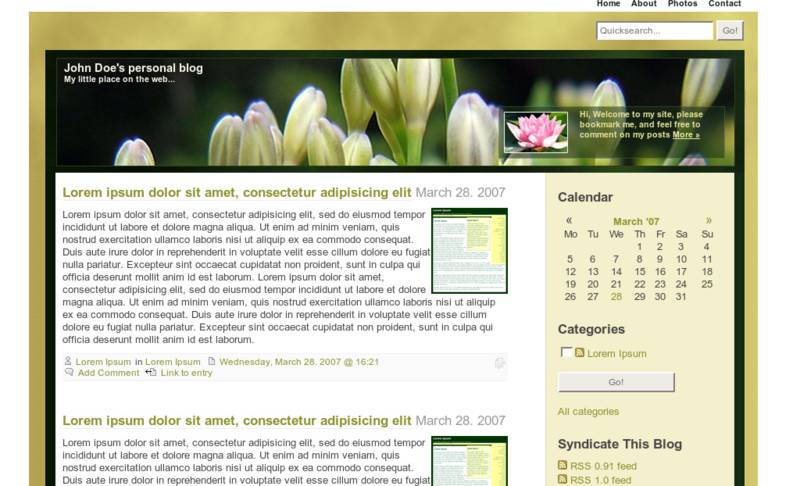 Home About Photos Contact
Quicksearch... Go!
John Doe's personal blog
My little place on the web...
Hi, Welcome to my site, please
bookmark me, and feel free to
comment on my posts More »
Lorem ipsum dolor sit amet, consectetur adipisicing elit March 28. 2007
Lorem ipsum dolor sit amet, consectetur adipisicing elit, sed do eiusmod tempor
incididunt ut labore et dolore magna aliqua. Ut enim ad minim veniam, quis
nostrud exercitation ullamco laboris nisi ut aliquip ex ea commodo consequat.
Duis aute irure dolor in reprehenderit in voluptate velit esse cillum dolore eu fugiat
nulla pariatur. Excepteur sint occaecat cupidatat non proident, sunt in culpa qui
officia deserunt mollit anim id est laborum. Lorem ipsum dolor sit amet,
consectetur adipisicing elit, sed do eiusmod tempor incididunt ut labore et dolore
magna aliqua. Ut enim ad minim veniam, quis nostrud exercitation ullamco laboris nisi ut aliquip
ex ea commodo consequat. Duis aute irure dolor in reprehenderit in voluptate velit esse cillum
dolore eu fugiat nulla pariatur. Excepteur sint occaecat cupidatat non proident, sunt in culpa qui
officia deserunt mollit anim id est laborum.
Lorem Ipsum in Lorem Ipsum Wednesday, March 28. 2007 @ 16:21
Add Comment Link to entry
Lorem ipsum dolor sit amet, consectetur adipisicing elit March 28. 2007
Lorem ipsum dolor sit amet, consectetur adipisicing elit, sed do eiusmod tempor
incididunt ut labore et dolore magna aliqua. Ut enim ad minim veniam, quis
nostrud exercitation ullamco laboris nisi ut aliquip ex ea commodo consequat.
Duis aute irure dolor in reprehenderit in voluptate velit esse cillum dolore eu fugiat
Calendar
« March '07 »
Mo Tu We Th Fr Sa Su
1 2 3 4
5 6 7 8 9 10 11
12 13 14 15 16 17 18
19 20 21 22 23 24 25
26 27 28 29 30 31
Categories
Lorem Ipsum
Go!
All categories
Syndicate This Blog
RSS 0.91 feed
RSS 1.0 feed